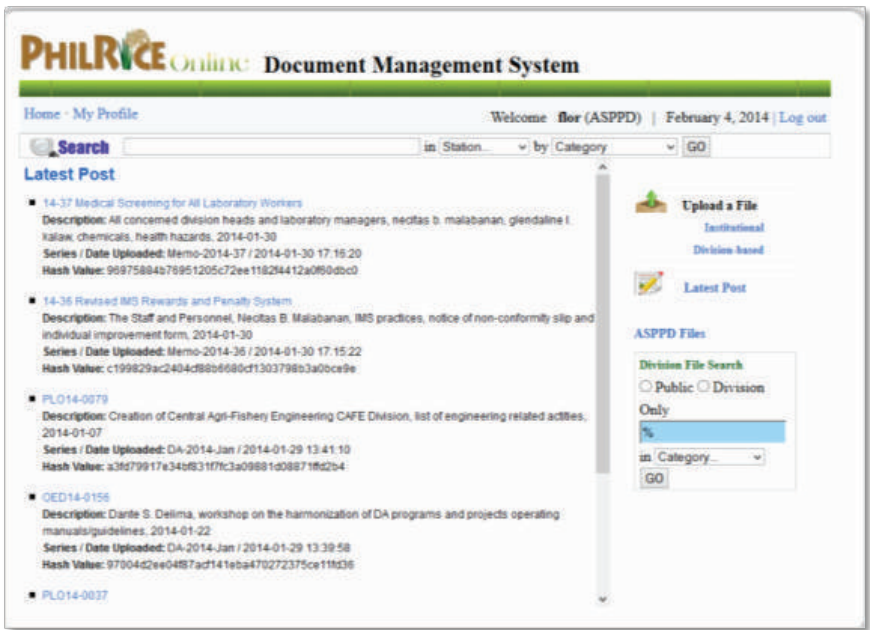 PHILRICE Online Document Management System
Home · My Profile
Welcome flor (ASPPD) | February 4, 2014 | Log out
Search in Station... by Category GO
Latest Post
14-37 Medical Screening for All Laboratory Workers
Description: All concerned division heads and laboratory managers, necitas b. malabanan, glendaline l.
kalaw, chemicals, health hazards, 2014-01-30
Series / Date Uploaded: Memo-2014-37 / 2014-01-30 17:16:20
Hash Value: 96975884b76951205c72ee1182f4412a0f60dbc0
14-36 Revised IMS Rewards and Penalty System
Description: The Staff and Personnel, Necitas B. Malabanan, IMS practices, notice of non-conformity slip and
individual improvement form, 2014-01-30
Series / Date Uploaded: Memo-2014-36 / 2014-01-30 17:15:22
Hash Value: c199829ac2404cf88b6680cf1303798b3a0bce9e
PLO14-0079
Description: Creation of Central Agri-Fishery Engineering CAFE Division, list of engineering related actities,
2014-01-07
Series / Date Uploaded: DA-2014-Jan / 2014-01-29 13:41:10
Hash Value: a3fd79917e34bf831f7fc3a09881d08871ffd2b4
OED14-0156
Description: Dante S. Delima, workshop on the harmonization of DA programs and projects operating
manuals/guidelines, 2014-01-22
Series / Date Uploaded: DA-2014-Jan / 2014-01-29 13:39:58
Hash Value: 97004d2ee04f87acf141eba470272375ce11fd36
PLO14-0037
Upload a File
Institutional
Division-based
Latest Post
ASPPD Files
Division File Search
Public Division
Only
%
in Category...
GO